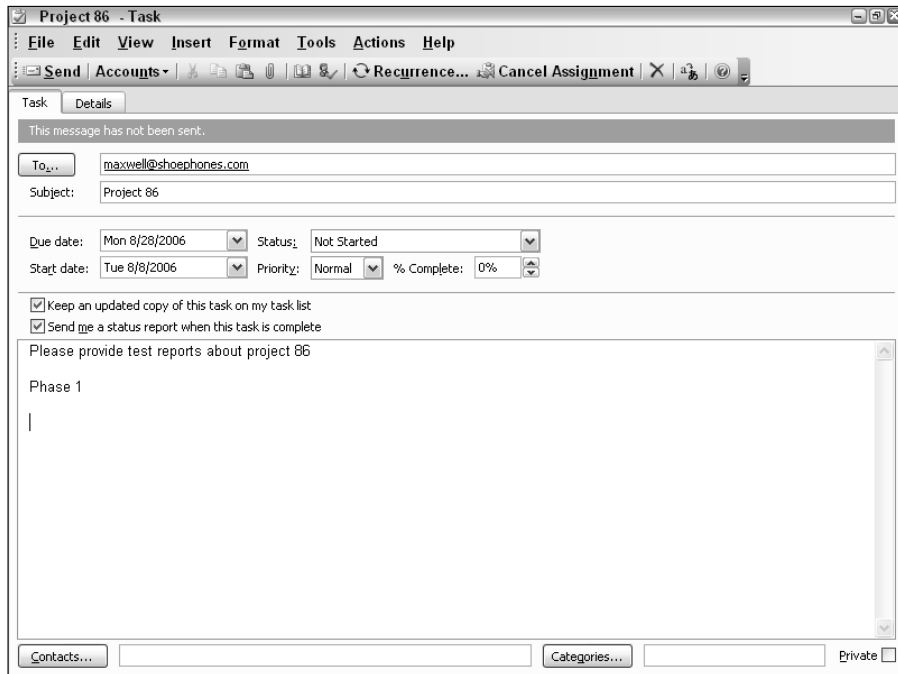 Project 86 - Task
File Edit View Insert Format Tools Actions Help
Send Accounts Recurrence... Cancel Assignment
Task Details
This message has not been sent.
To... maxwell@shoephones.com
Subject: Project 86
Due date: Mon 8/28/2006 Status: Not Started
Start date: Tue 8/8/2006 Priority: Normal % Complete: 0%
Keep an updated copy of this task on my task list
Send me a status report when this task is complete
Please provide test reports about project 86
Phase 1
Contacts... Categories... Private